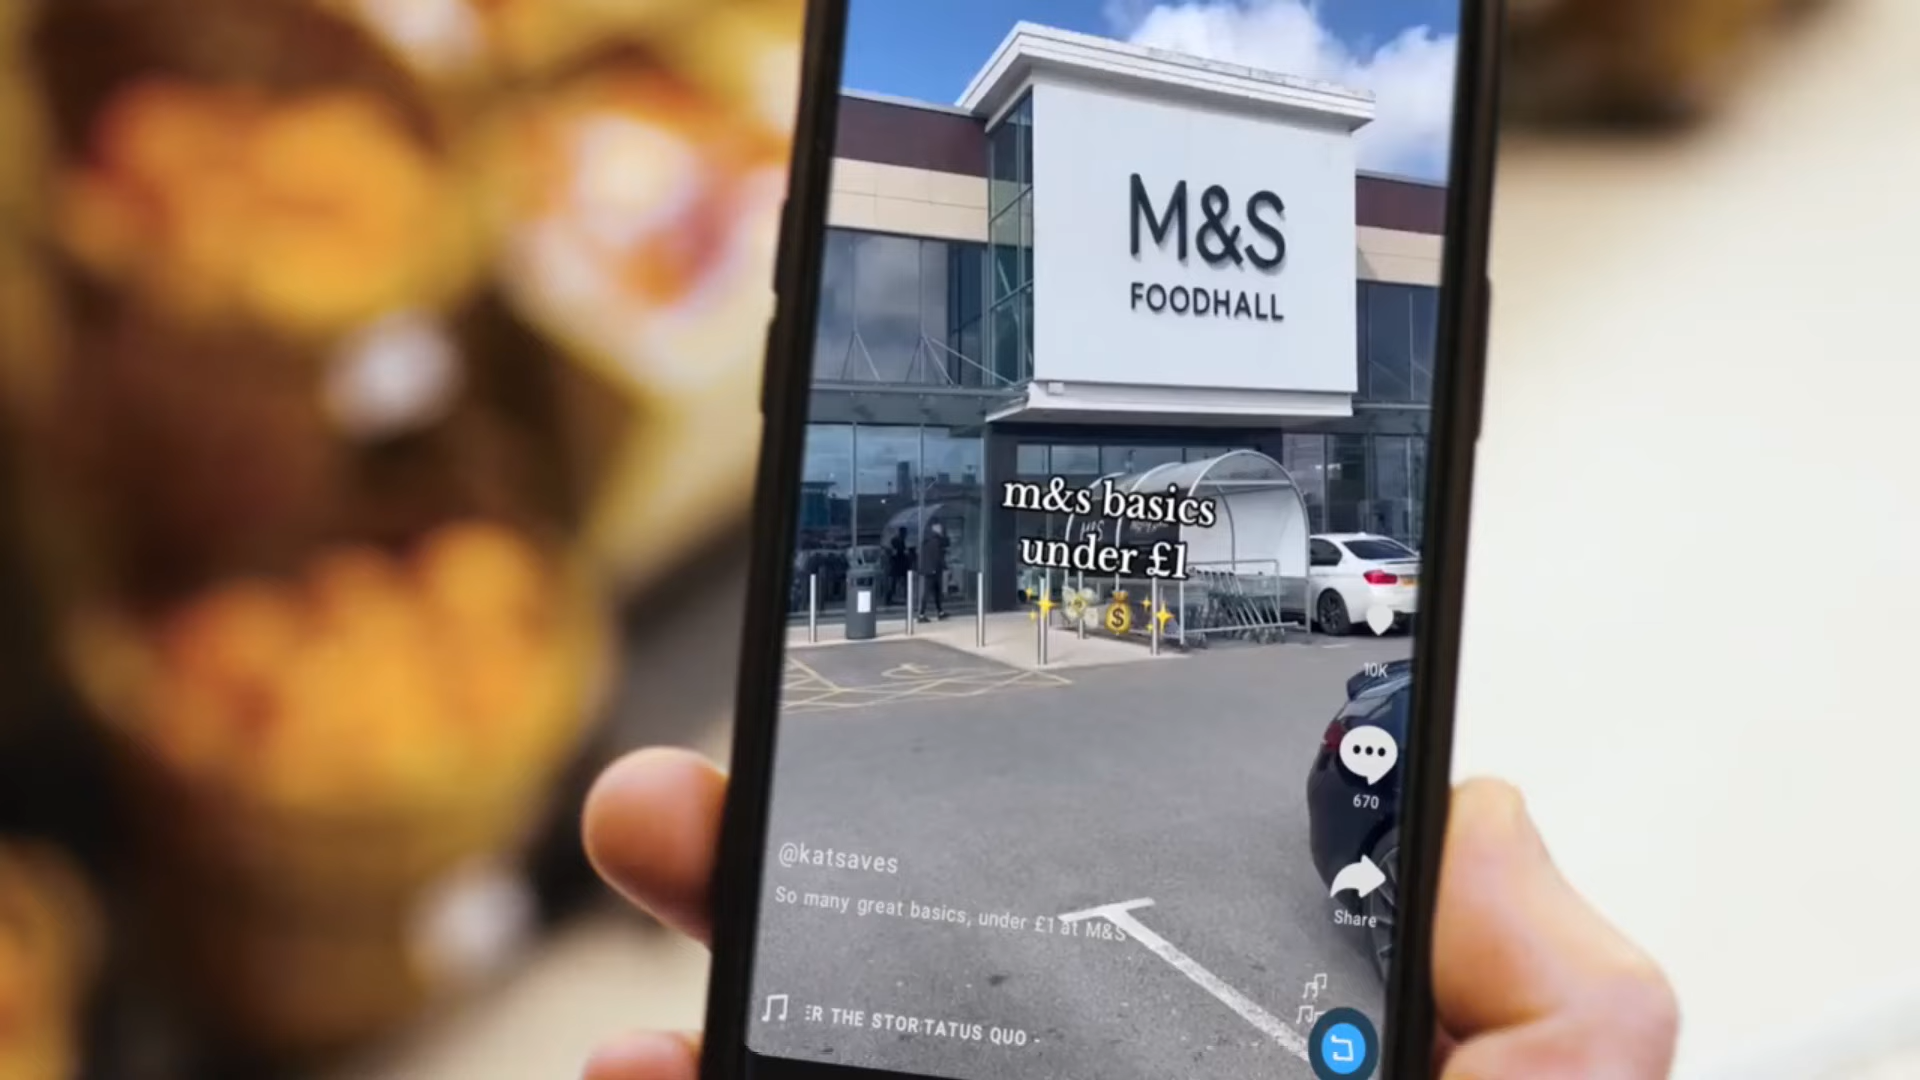 M&S
FOODHALL
m&s basics
under £1
10K
670
@katsaves
So many great basics, under £1 at M&S
Share
ER THE STOR TATUS QUO -